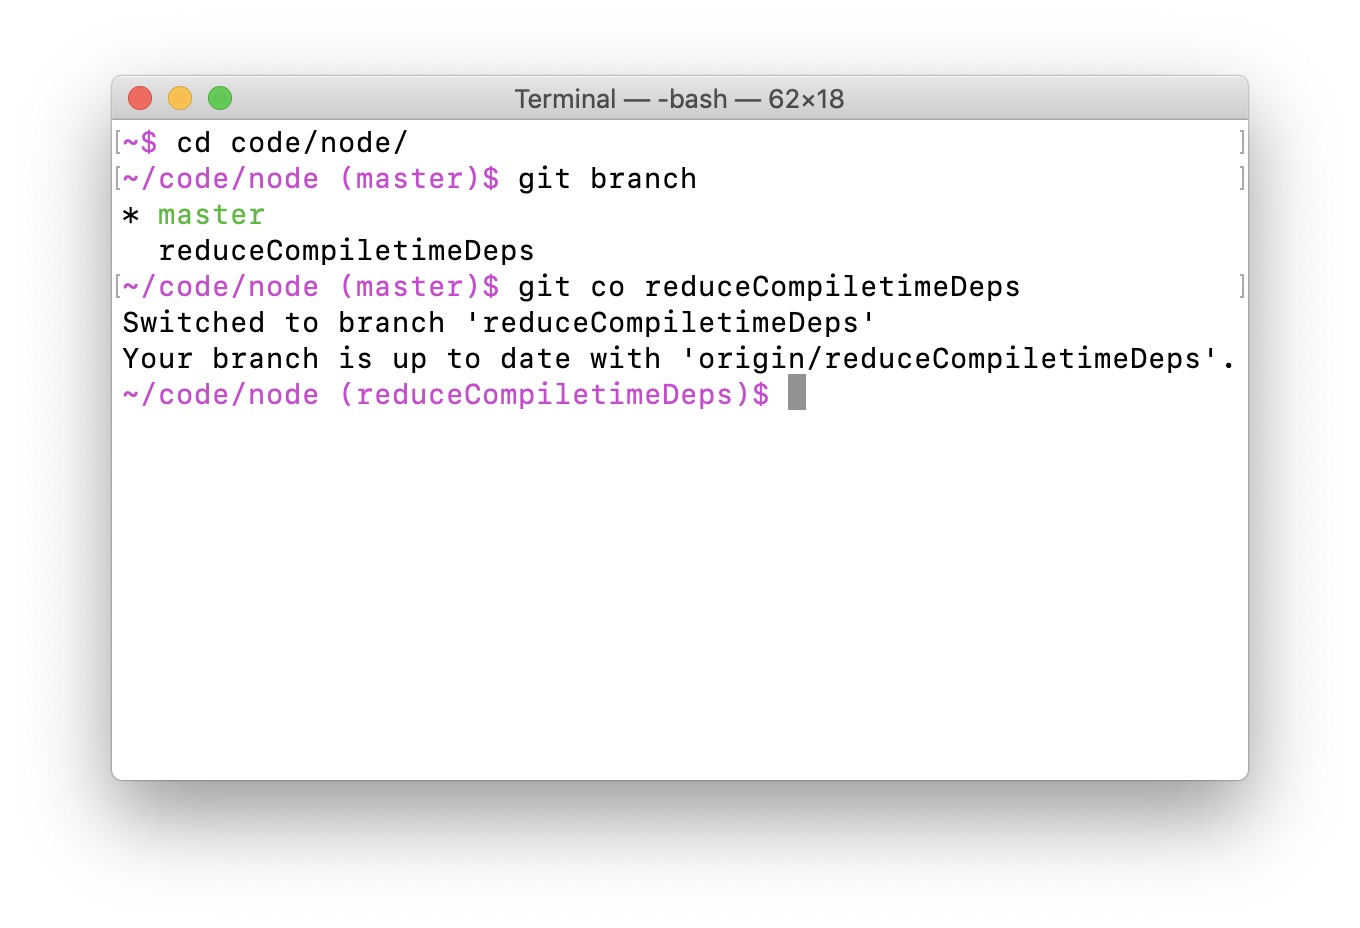 Terminal — -bash — 62×18
[~$ cd code/node/ ]
[~/code/node (master)$ git branch ]
* master
  reduceCompiletimeDeps
[~/code/node (master)$ git co reduceCompiletimeDeps ]
Switched to branch 'reduceCompiletimeDeps'
Your branch is up to date with 'origin/reduceCompiletimeDeps'.
~/code/node (reduceCompiletimeDeps)$